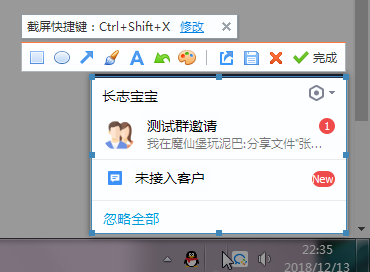 截屏快捷键：Ctrl+Shift+X 修改
完成
长志宝宝
测试群邀请 1
我在魔仙堡玩泥巴:分享文件"张...
未接入客户 New
忽略全部
22:35
2018/12/13